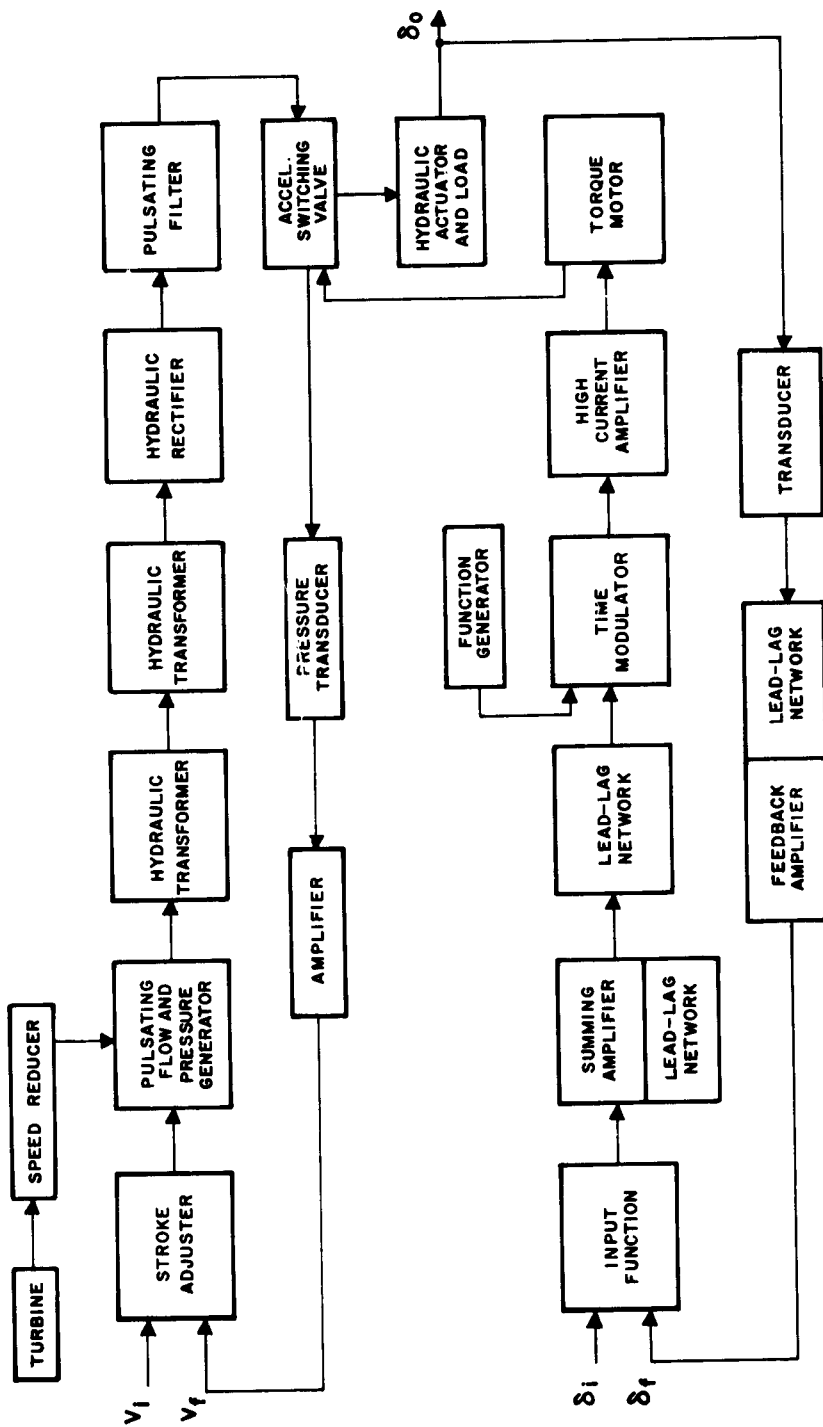 TURBINE
SPEED REDUCER
Vi
Vf
STROKE
ADJUSTER
PULSATING
FLOW AND
PRESSURE
GENERATOR
HYDRAULIC
TRANSFORMER
HYDRAULIC
TRANSFORMER
HYDRAULIC
RECTIFIER
PULSATING
FILTER
AMPLIFIER
PRESSURE
TRANSDUCER
ACCEL.
SWITCHING
VALVE
HYDRAULIC
ACTUATOR
AND LOAD
δo
FUNCTION
GENERATOR
δi
δf
INPUT
FUNCTION
SUMMING
AMPLIFIER
LEAD-LAG
NETWORK
LEAD-LAG
NETWORK
TIME
MODULATOR
HIGH
CURRENT
AMPLIFIER
TORQUE
MOTOR
FEEDBACK
AMPLIFIER
LEAD-LAG
NETWORK
TRANSDUCER